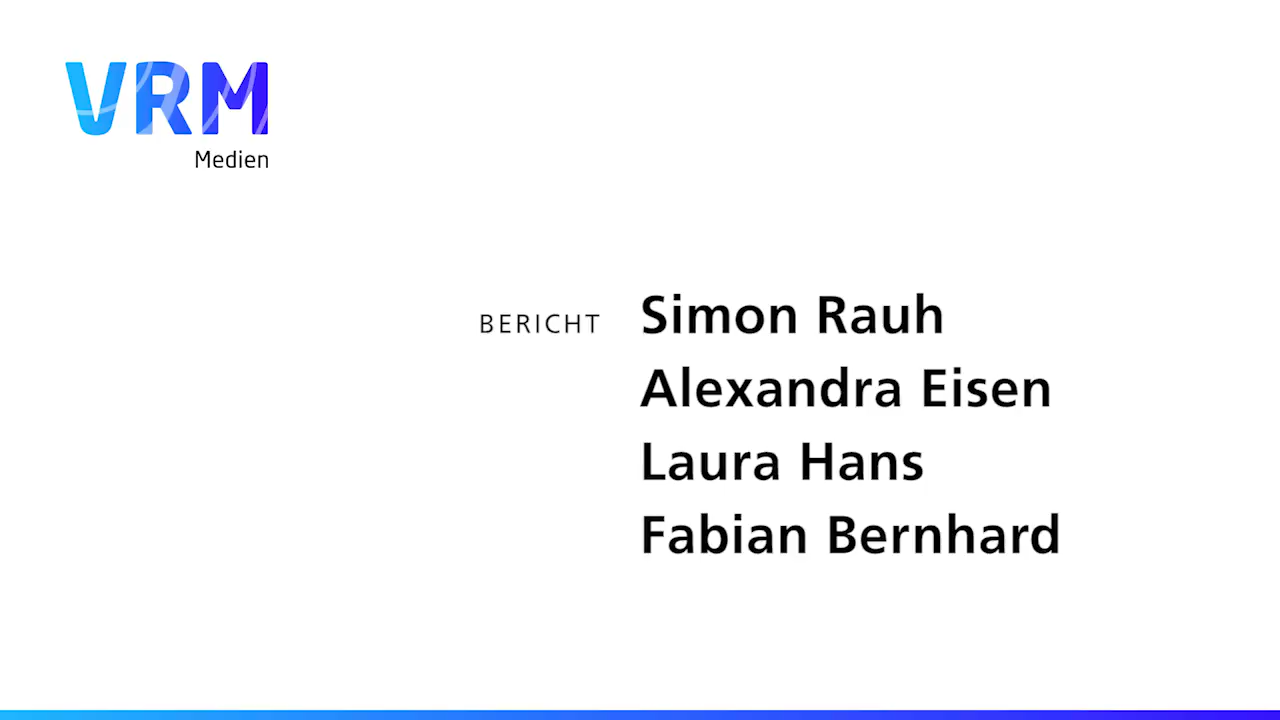 VRM
Medien
BERICHT Simon Rauh
Alexandra Eisen
Laura Hans
Fabian Bernhard